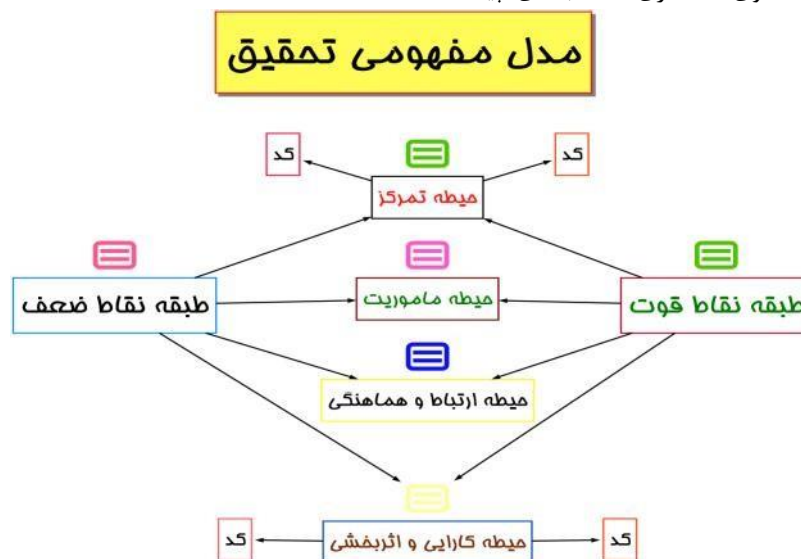 مدل مفهومی تحقیق
کد
کد
حیطه تمرکز
طبقه نقاط قوت
حیطه ماموریت
طبقه نقاط ضعف
حیطه ارتباط و هماهنگی
کد
حیطه کارایی و اثربخشی
کد